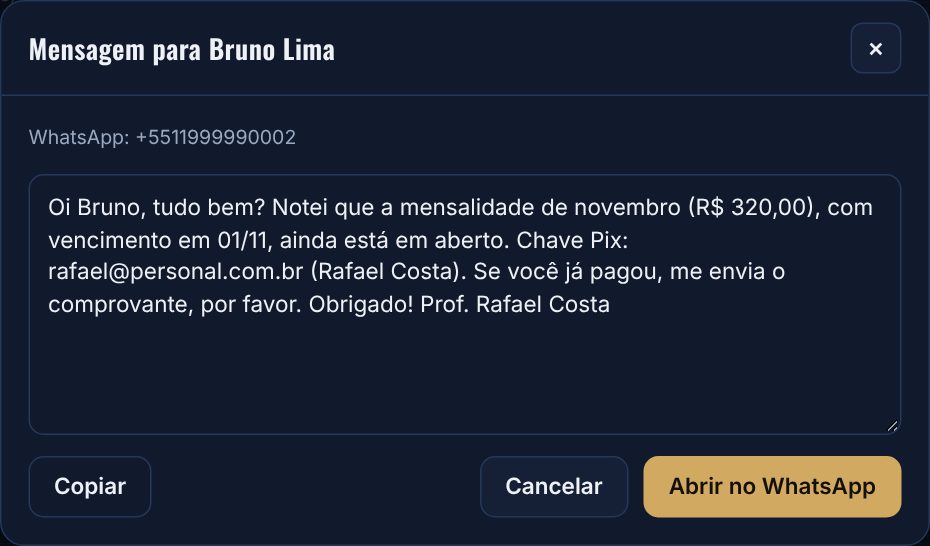 Mensagem para Bruno Lima
×
WhatsApp: +5511999990002
Oi Bruno, tudo bem? Notei que a mensalidade de novembro (R$ 320,00), com
vencimento em 01/11, ainda está em aberto. Chave Pix:
rafael@personal.com.br (Rafael Costa). Se você já pagou, me envia o
comprovante, por favor. Obrigado! Prof. Rafael Costa
Copiar
Cancelar
Abrir no WhatsApp